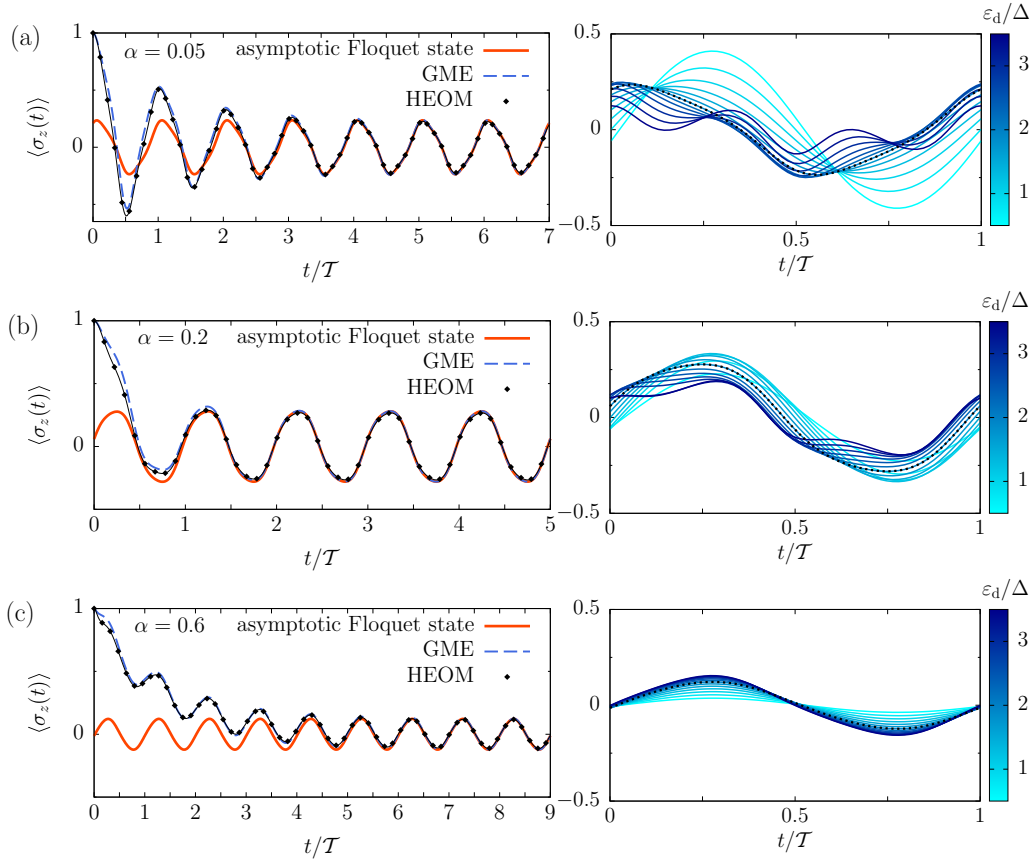 (a)
α = 0.05
asymptotic Floquet state
GME
HEOM
1
0
⟨σz(t)⟩
0 1 2 3 4 5 6 7
t/𝒯
0.5
0
−0.5
0 0.5 1
t/𝒯
εd/Δ
3
2
1
(b)
α = 0.2
asymptotic Floquet state
GME
HEOM
1
0
⟨σz(t)⟩
0 1 2 3 4 5
t/𝒯
0.5
0
−0.5
0 0.5 1
t/𝒯
εd/Δ
3
2
1
(c)
α = 0.6
asymptotic Floquet state
GME
HEOM
1
0
⟨σz(t)⟩
0 1 2 3 4 5 6 7 8 9
t/𝒯
0.5
0
−0.5
0 0.5 1
t/𝒯
εd/Δ
3
2
1